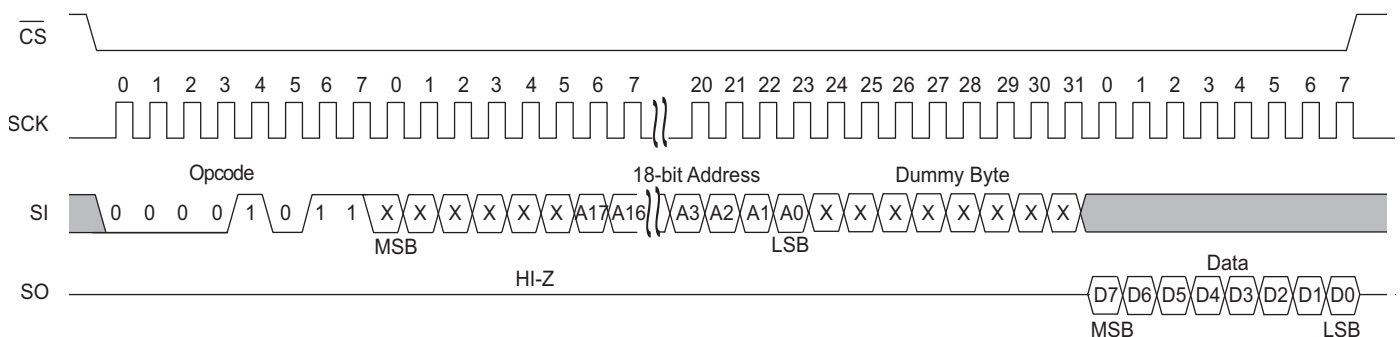 CS
0 1 2 3 4 5 6 7 0 1 2 3 4 5 6 7 20 21 22 23 24 25 26 27 28 29 30 31 0 1 2 3 4 5 6 7
SCK
Opcode 18-bit Address Dummy Byte
SI 0 0 0 0 1 0 1 1 X X X X X X A17 A16 A3 A2 A1 A0 X X X X X X X X
MSB LSB
HI-Z Data
SO D7 D6 D5 D4 D3 D2 D1 D0
MSB LSB